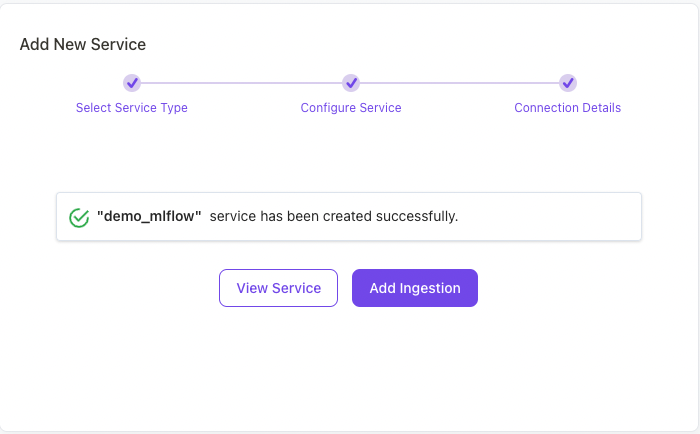 Add New Service
Select Service Type
Configure Service
Connection Details
"demo_mlflow" service has been created successfully.
View Service
Add Ingestion